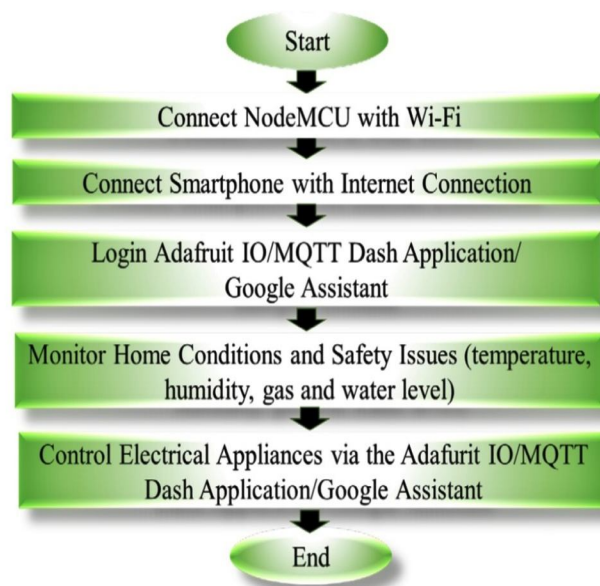 Start
Connect NodeMCU with Wi-Fi
Connect Smartphone with Internet Connection
Login Adafruit IO/MQTT Dash Application/
Google Assistant
Monitor Home Conditions and Safety Issues (temperature,
humidity, gas and water level)
Control Electrical Appliances via the Adafurit IO/MQTT
Dash Application/Google Assistant
End